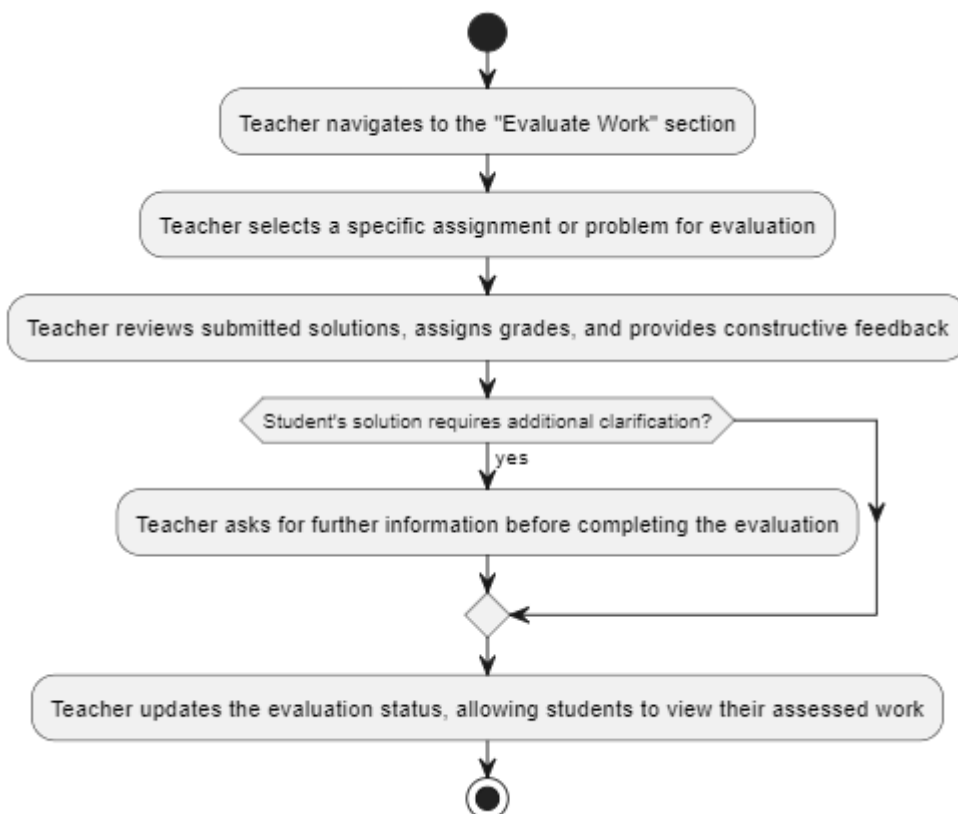 Teacher navigates to the "Evaluate Work" section
Teacher selects a specific assignment or problem for evaluation
Teacher reviews submitted solutions, assigns grades, and provides constructive feedback
Student's solution requires additional clarification?
yes
Teacher asks for further information before completing the evaluation
Teacher updates the evaluation status, allowing students to view their assessed work